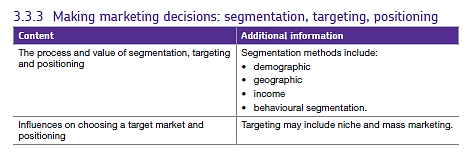 3.3.3 Making marketing decisions: segmentation, targeting, positioning
Content
Additional information
The process and value of segmentation, targeting
and positioning
Segmentation methods include:
• demographic
• geographic
• income
• behavioural segmentation.
Influences on choosing a target market and
positioning
Targeting may include niche and mass marketing.